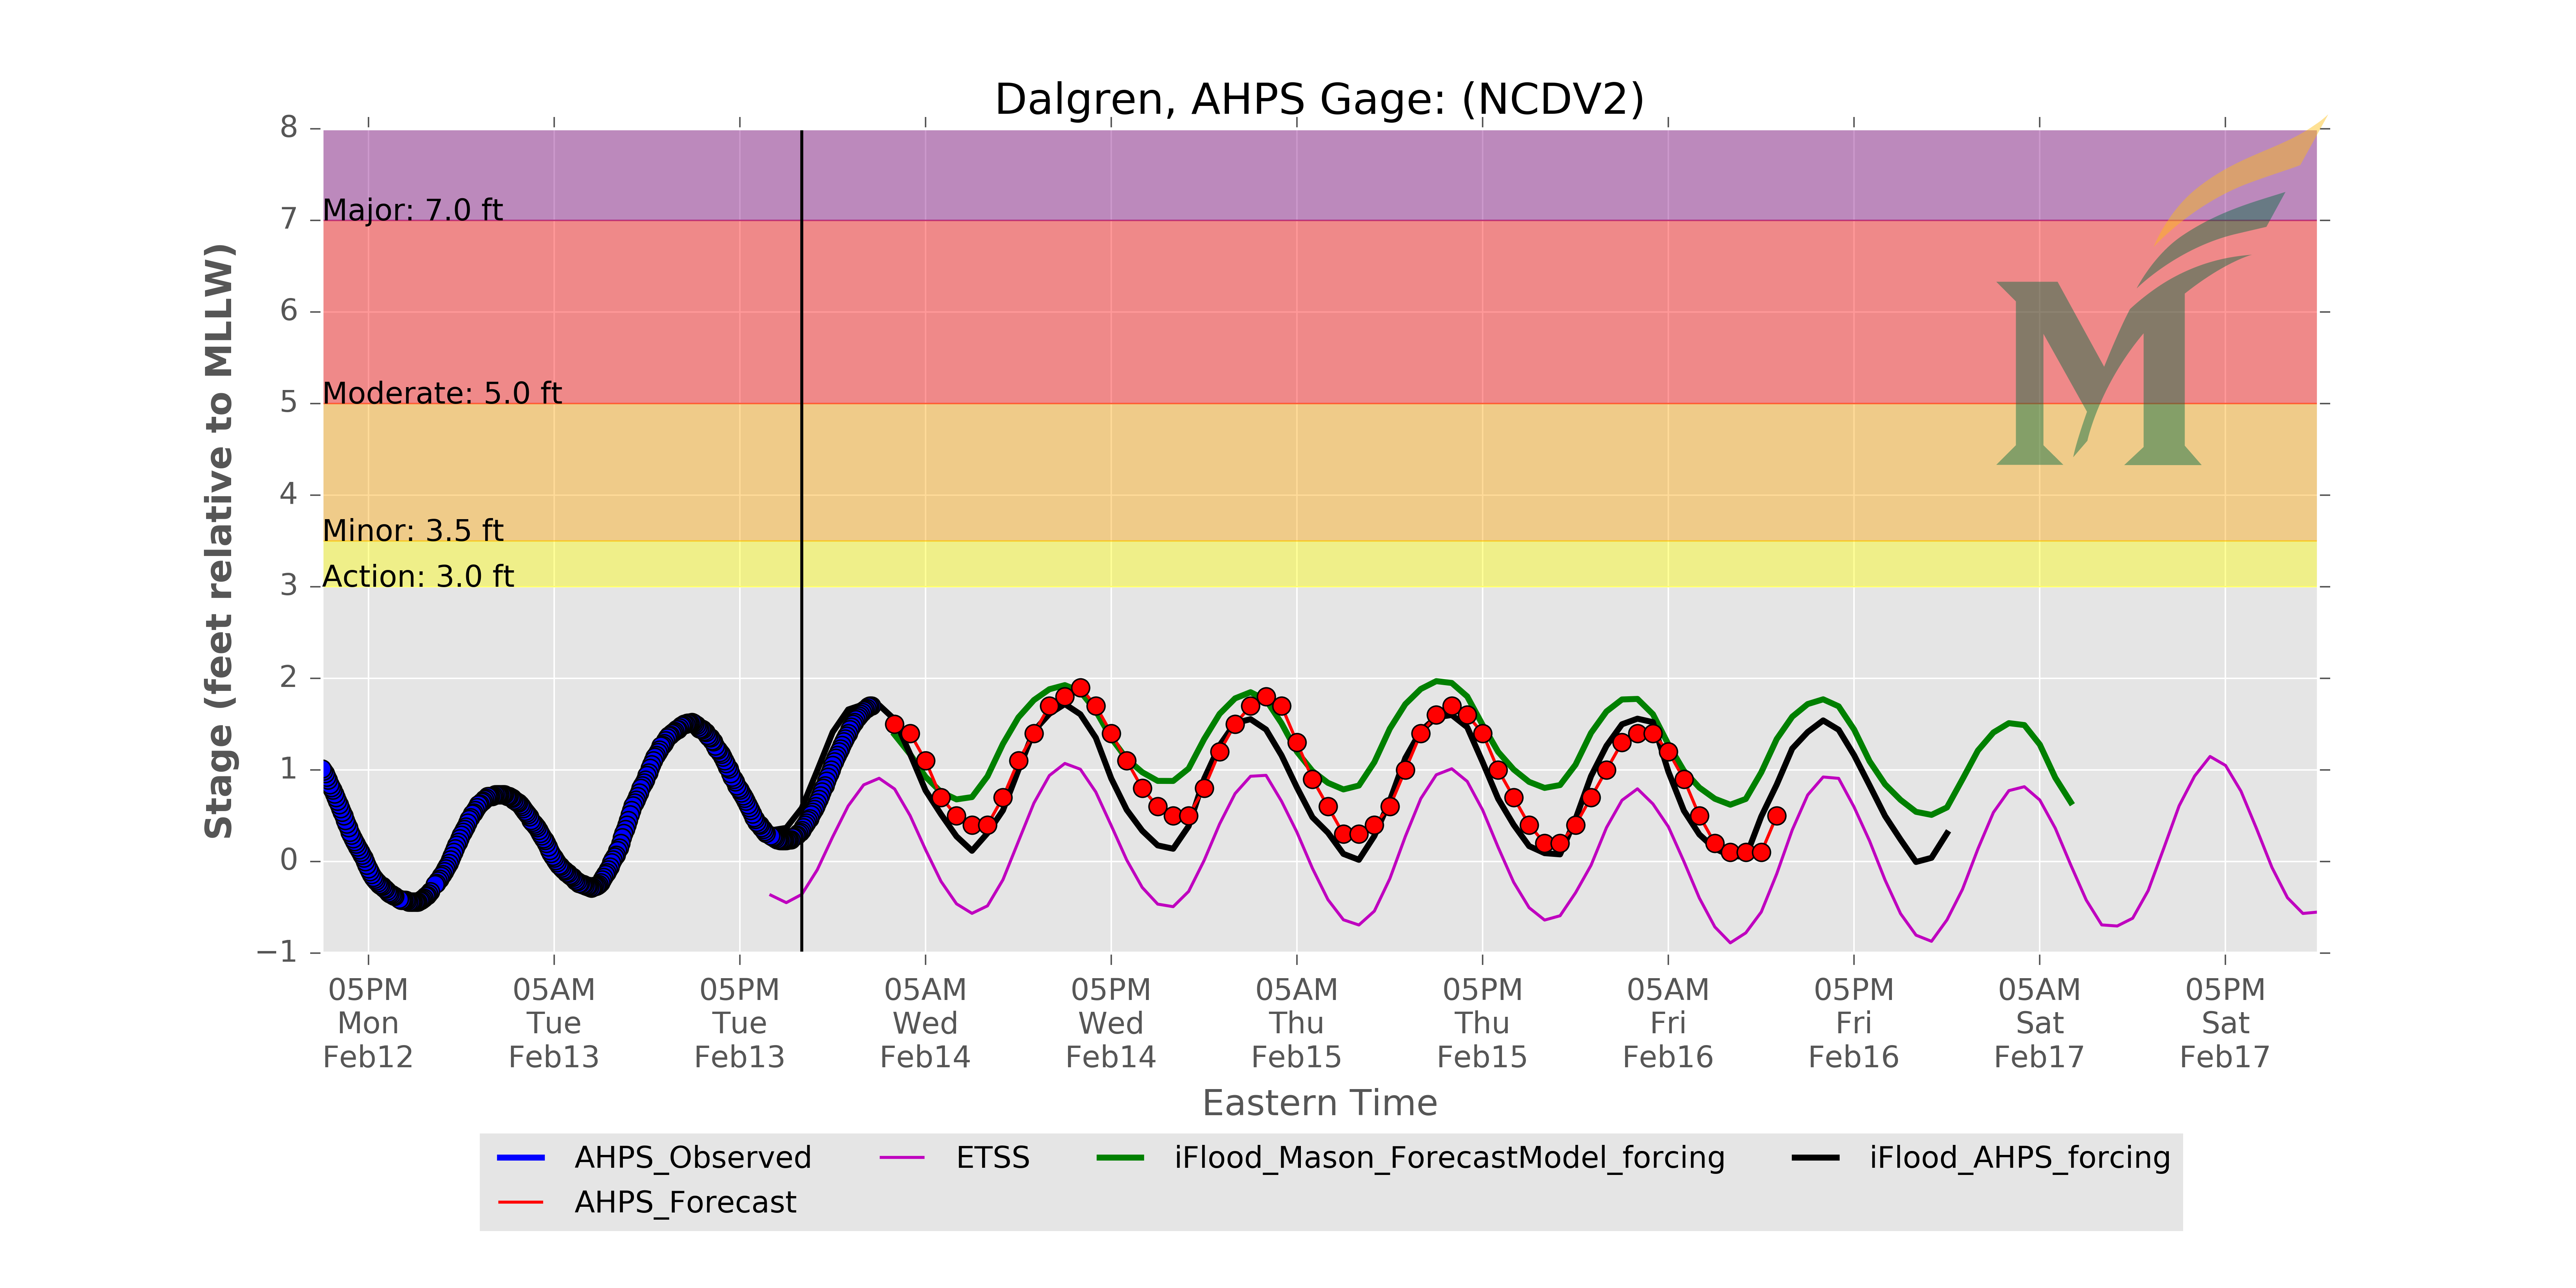 Dalgren, AHPS Gage: (NCDV2)
8
7
6
5
4
3
2
1
0
−1
Stage (feet relative to MLLW)
Major: 7.0 ft
Moderate: 5.0 ft
Minor: 3.5 ft
Action: 3.0 ft
M
05PM Mon Feb12
05AM Tue Feb13
05PM Tue Feb13
05AM Wed Feb14
05PM Wed Feb14
05AM Thu Feb15
05PM Thu Feb15
05AM Fri Feb16
05PM Fri Feb16
05AM Sat Feb17
05PM Sat Feb17
Eastern Time
AHPS_Observed
AHPS_Forecast
ETSS
iFlood_Mason_ForecastModel_forcing
iFlood_AHPS_forcing